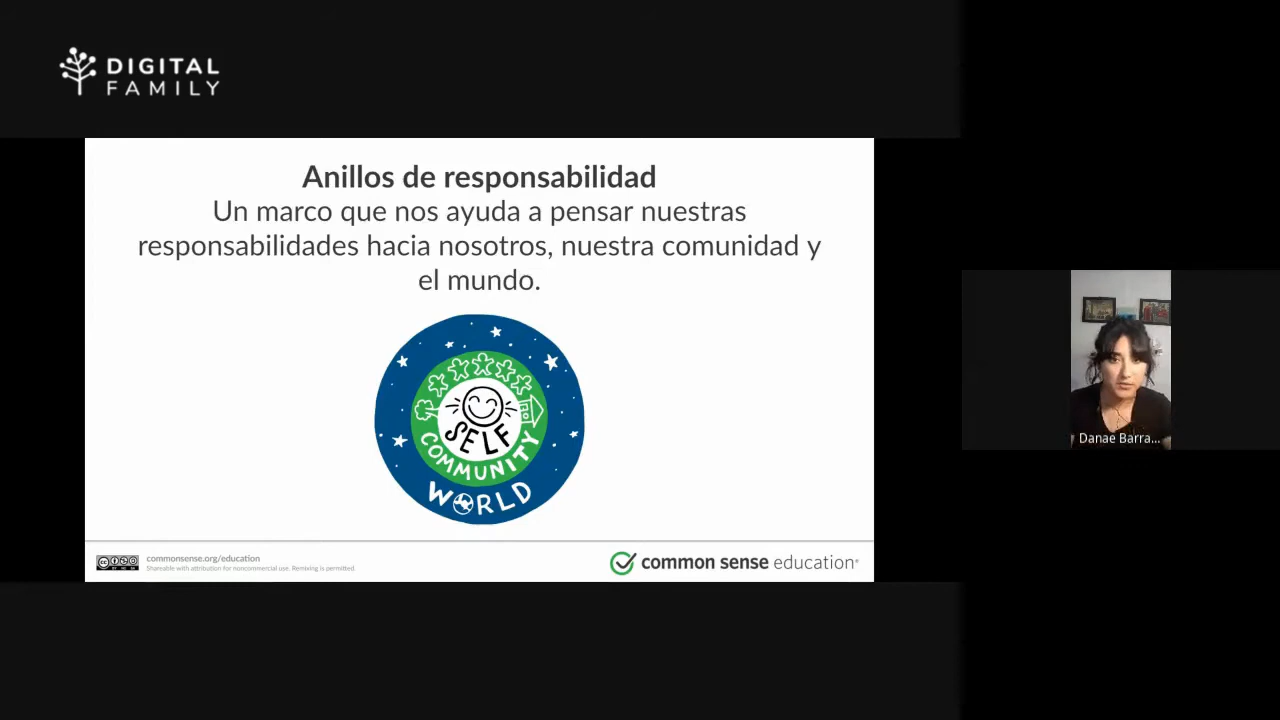 DIGITAL
FAMILY
Anillos de responsabilidad
Un marco que nos ayuda a pensar nuestras
responsabilidades hacia nosotros, nuestra comunidad y
el mundo.
SELF
COMMUNITY
WORLD
commonsense.org/education
Shareable with attribution for noncommercial use. Remixing is permitted.
common sense education®
Danae Barra...